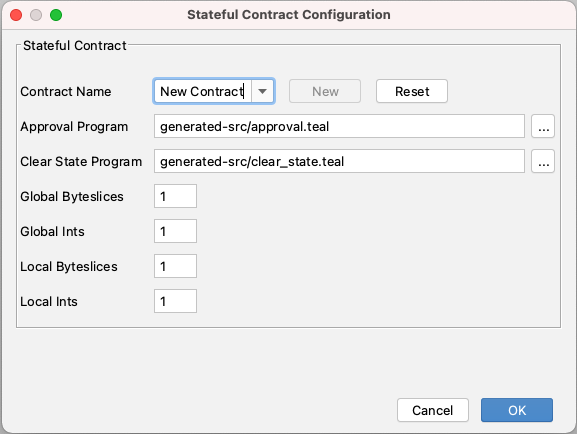 Stateful Contract Configuration
Stateful Contract
Contract Name New Contract New Reset
Approval Program generated-src/approval.teal ...
Clear State Program generated-src/clear_state.teal ...
Global Byteslices 1
Global Ints 1
Local Byteslices 1
Local Ints 1
Cancel OK